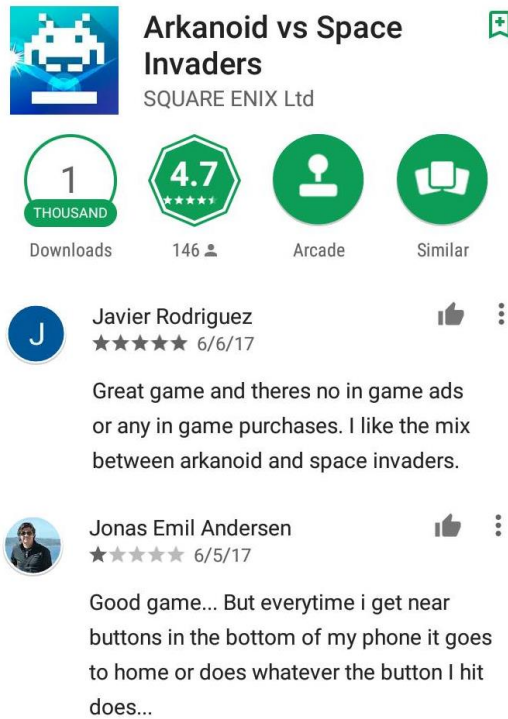 Arkanoid vs Space
Invaders
SQUARE ENIX Ltd
1
THOUSAND
Downloads
4.7
146
Arcade
Similar
J
Javier Rodriguez
6/6/17
Great game and theres no in game ads
or any in game purchases. I like the mix
between arkanoid and space invaders.
Jonas Emil Andersen
6/5/17
Good game... But everytime i get near
buttons in the bottom of my phone it goes
to home or does whatever the button I hit
does...